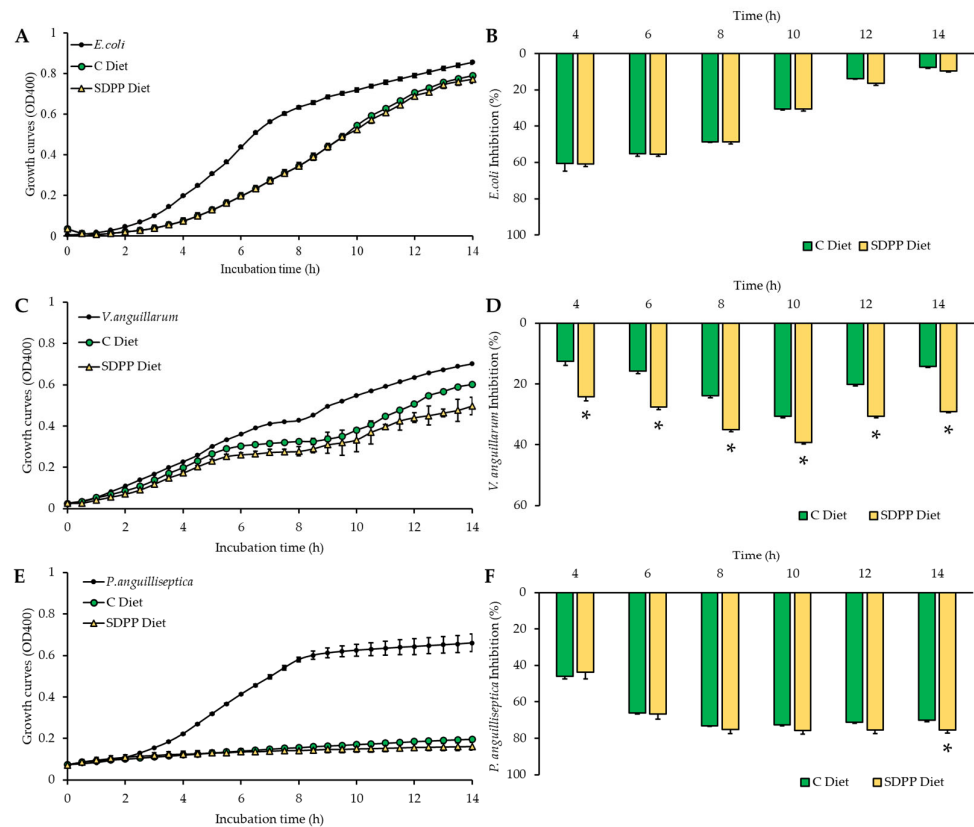 A
E.coli
C Diet
SDPP Diet
Growth curves (OD400)
1
0.8
0.6
0.4
0.2
0
0 2 4 6 8 10 12 14
Incubation time (h)
B
Time (h)
4 6 8 10 12 14
E.coli Inhibition (%)
0
20
40
60
80
100
C Diet SDPP Diet
C
V.anguillarum
C Diet
SDPP Diet
Growth curves (OD400)
1
0.8
0.6
0.4
0.2
0
0 2 4 6 8 10 12 14
Incubation time (h)
D
Time (h)
4 6 8 10 12 14
V. anguillarum Inhibition (%)
0
20
40
60
* * * * * *
C Diet SDPP Diet
E
P.anguilliseptica
C Diet
SDPP Diet
Growth curves (OD400)
1
0.8
0.6
0.4
0.2
0
0 2 4 6 8 10 12 14
Incubation time (h)
F
Time (h)
4 6 8 10 12 14
P. anguilliseptica Inhibition (%)
0
20
40
60
80
100
*
C Diet SDPP Diet